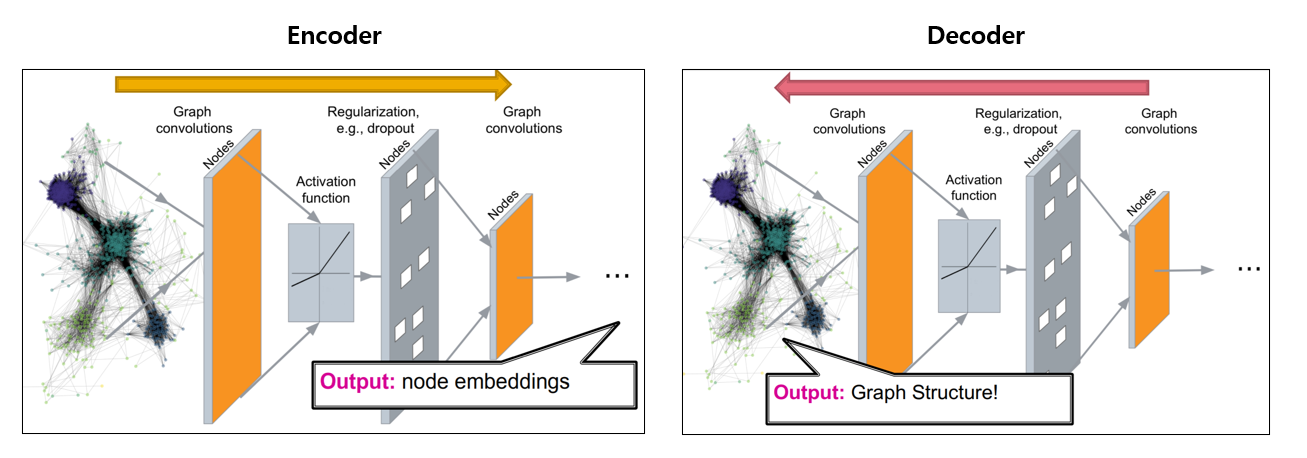 Encoder
Graph
convolutions
Regularization,
e.g., dropout
Graph
convolutions
Nodes
Activation
function
Nodes
Nodes
...
Output: node embeddings
Decoder
Graph
convolutions
Regularization,
e.g., dropout
Graph
convolutions
Nodes
Activation
function
Nodes
Nodes
...
Output: Graph Structure!